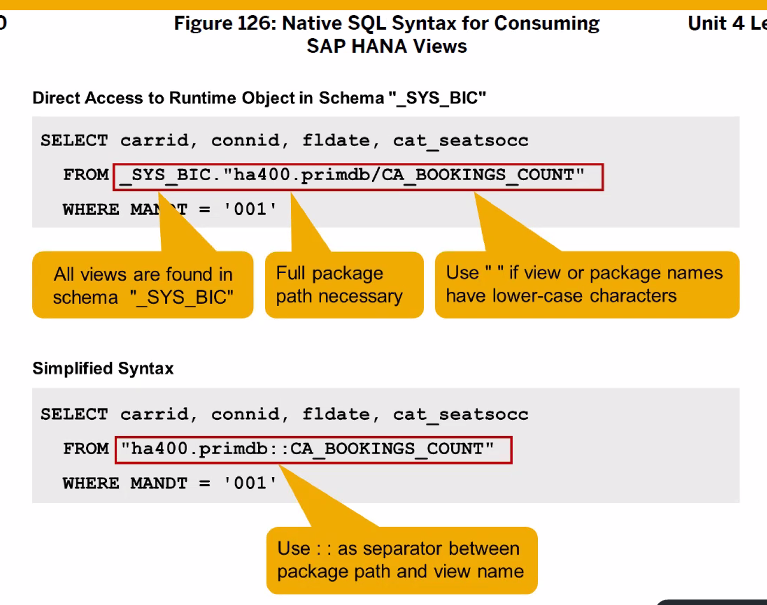 Figure 126: Native SQL Syntax for Consuming
SAP HANA Views
Unit 4 Le
Direct Access to Runtime Object in Schema "_SYS_BIC"
SELECT carrid, connid, fldate, cat_seatsocc
FROM _SYS_BIC."ha400.primdb/CA_BOOKINGS_COUNT"
WHERE MANDT = '001'
All views are found in
schema "_SYS_BIC"
Full package
path necessary
Use " " if view or package names
have lower-case characters
Simplified Syntax
SELECT carrid, connid, fldate, cat_seatsocc
FROM "ha400.primdb::CA_BOOKINGS_COUNT"
WHERE MANDT = '001'
Use : : as separator between
package path and view name